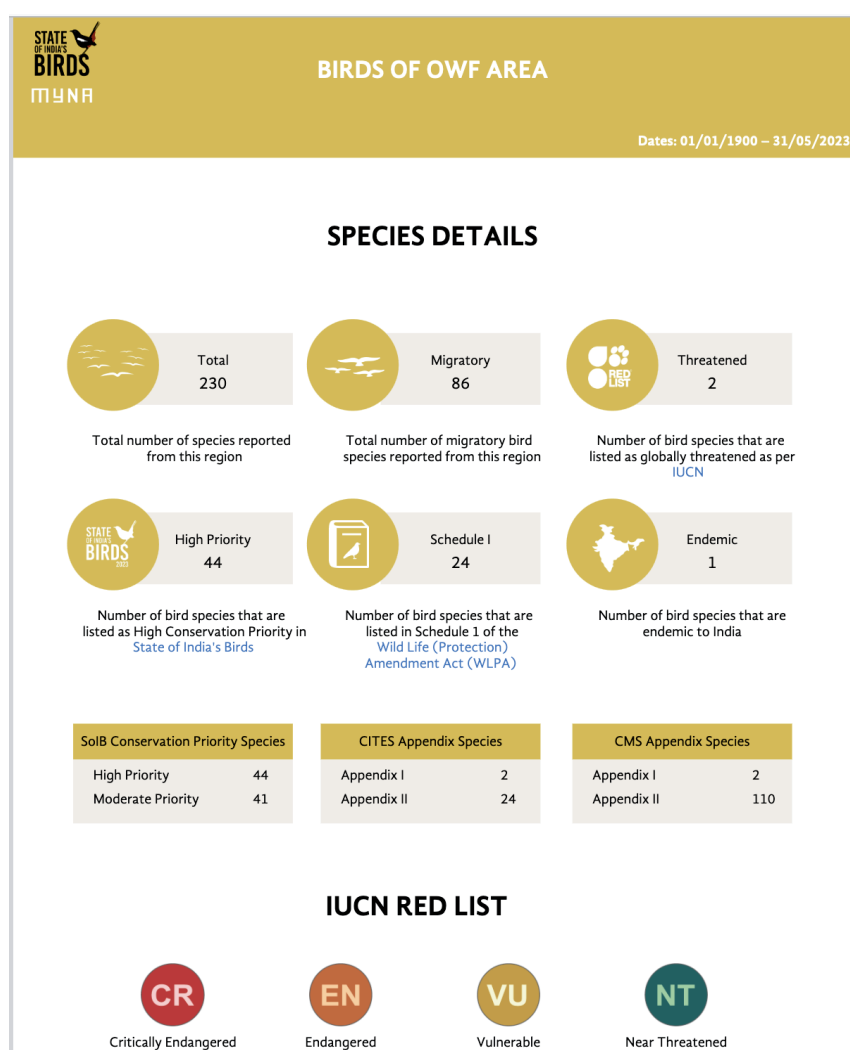 STATE
OF INDIA'S
BIRDS
MYNA
BIRDS OF OWF AREA
Dates: 01/01/1900 – 31/05/2023
SPECIES DETAILS
Total
230
Total number of species reported
from this region
Migratory
86
Total number of migratory bird
species reported from this region
RED
LIST
Threatened
2
Number of bird species that are
listed as globally threatened as per
IUCN
STATE
OF INDIA'S
BIRDS
2023
High Priority
44
Number of bird species that are
listed as High Conservation Priority in
State of India's Birds
Schedule I
24
Number of bird species that are
listed in Schedule 1 of the
Wild Life (Protection)
Amendment Act (WLPA)
Endemic
1
Number of bird species that are
endemic to India
SoIB Conservation Priority Species
High Priority 44
Moderate Priority 41
CITES Appendix Species
Appendix I 2
Appendix II 24
CMS Appendix Species
Appendix I 2
Appendix II 110
IUCN RED LIST
CR
Critically Endangered
EN
Endangered
VU
Vulnerable
NT
Near Threatened